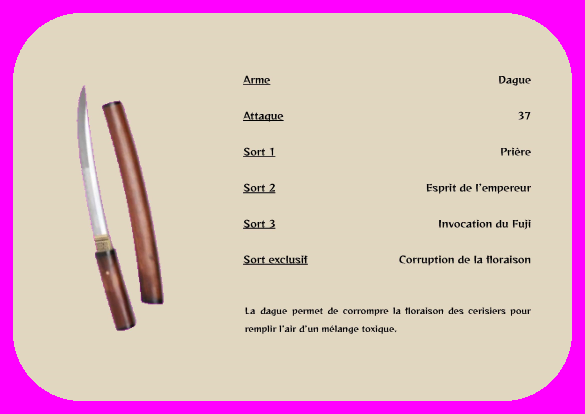 Arme Dague
Attaque 37
Sort 1 Prière
Sort 2 Esprit de l'empereur
Sort 3 Invocation du Fuji
Sort exclusif Corruption de la floraison
La dague permet de corrompre la floraison des cerisiers pour
remplir l'air d'un mélange toxique.